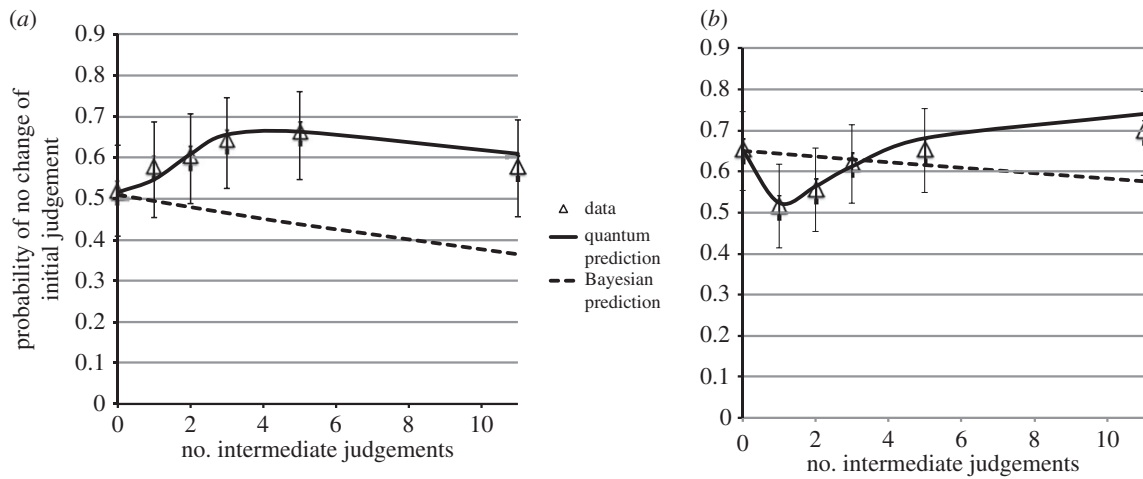 (a)
0.9
0.8
0.7
0.6
0.5
0.4
0.3
0.2
0.1
0
0 2 4 6 8 10
no. intermediate judgements
probability of no change of
initial judgement
data
quantum
prediction
Bayesian
prediction
(b)
0.9
0.8
0.7
0.6
0.5
0.4
0.3
0.2
0.1
0
0 2 4 6 8 10
no. intermediate judgements